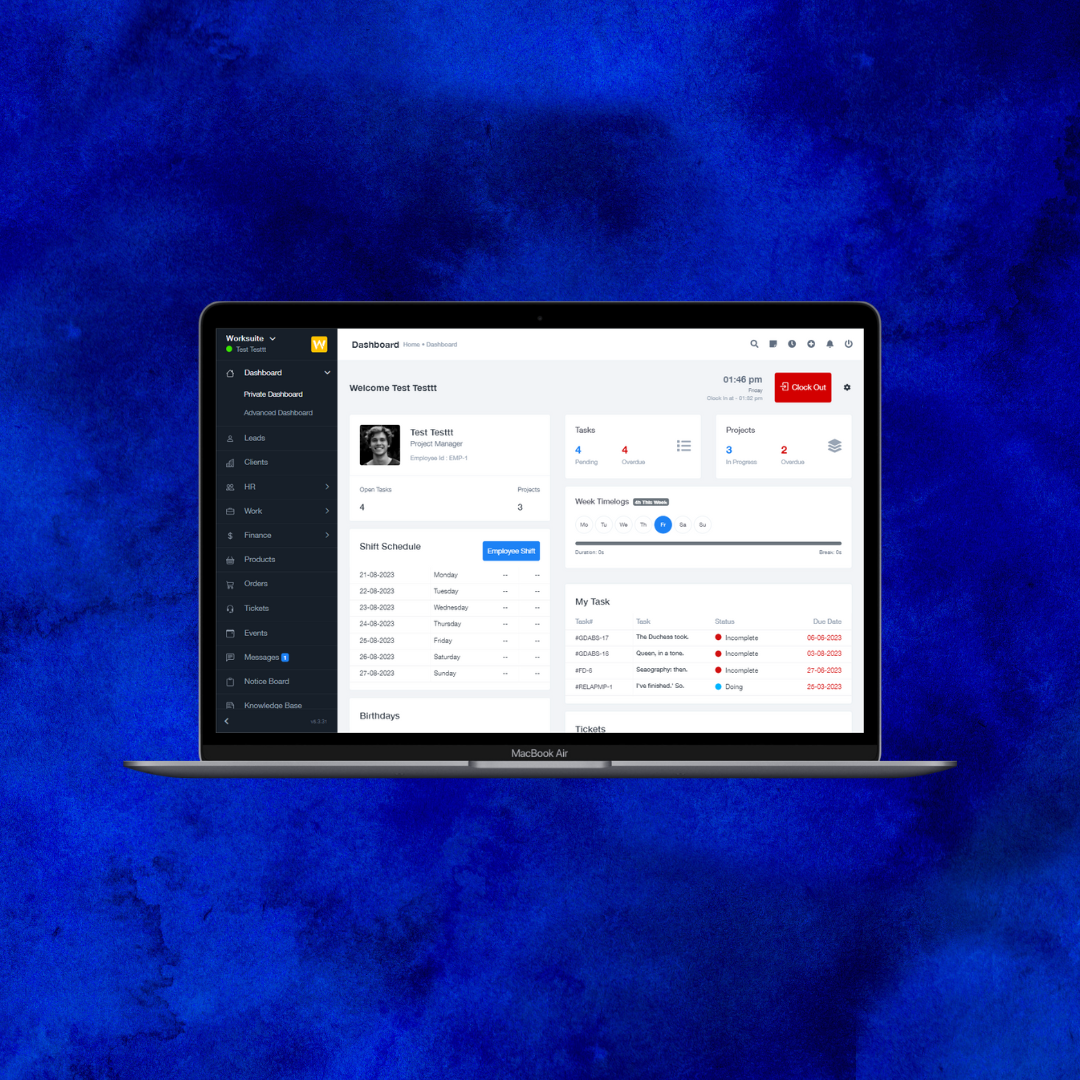 Worksuite
Test Testtt
W
Dashboard
Private Dashboard
Advanced Dashboard
Leads
Clients
HR
Work
Finance
Products
Orders
Tickets
Events
Messages 1
Notice Board
Knowledge Base
Dashboard Home • Dashboard
Welcome Test Testtt
01:46 pm
Friday
Clock In at - 01:32 pm
Clock Out
Test Testtt
Project Manager
Employee Id : EMP-1
Open Tasks Projects
4 3
Tasks
4 4
Pending Overdue
Projects
3 2
In Progress Overdue
Shift Schedule
Employee Shift
21-08-2023 Monday -- --
22-08-2023 Tuesday -- --
23-08-2023 Wednesday -- --
24-08-2023 Thursday -- --
25-08-2023 Friday -- --
26-08-2023 Saturday -- --
27-08-2023 Sunday -- --
Birthdays
Week Timelogs 4h This Week
Mo Tu We Th Fr Sa Su
Duration: 0s Break: 0s
My Task
Task# Task Status Due Date
#GDABS-17 The Duchess took. Incomplete 06-06-2023
#GDABS-15 Queen, in a tone. Incomplete 03-08-2023
#FD-6 Seaography: then. Incomplete 27-06-2023
#RELAPMP-1 I've finished.' So. Doing 26-03-2023
Tickets
MacBook Air